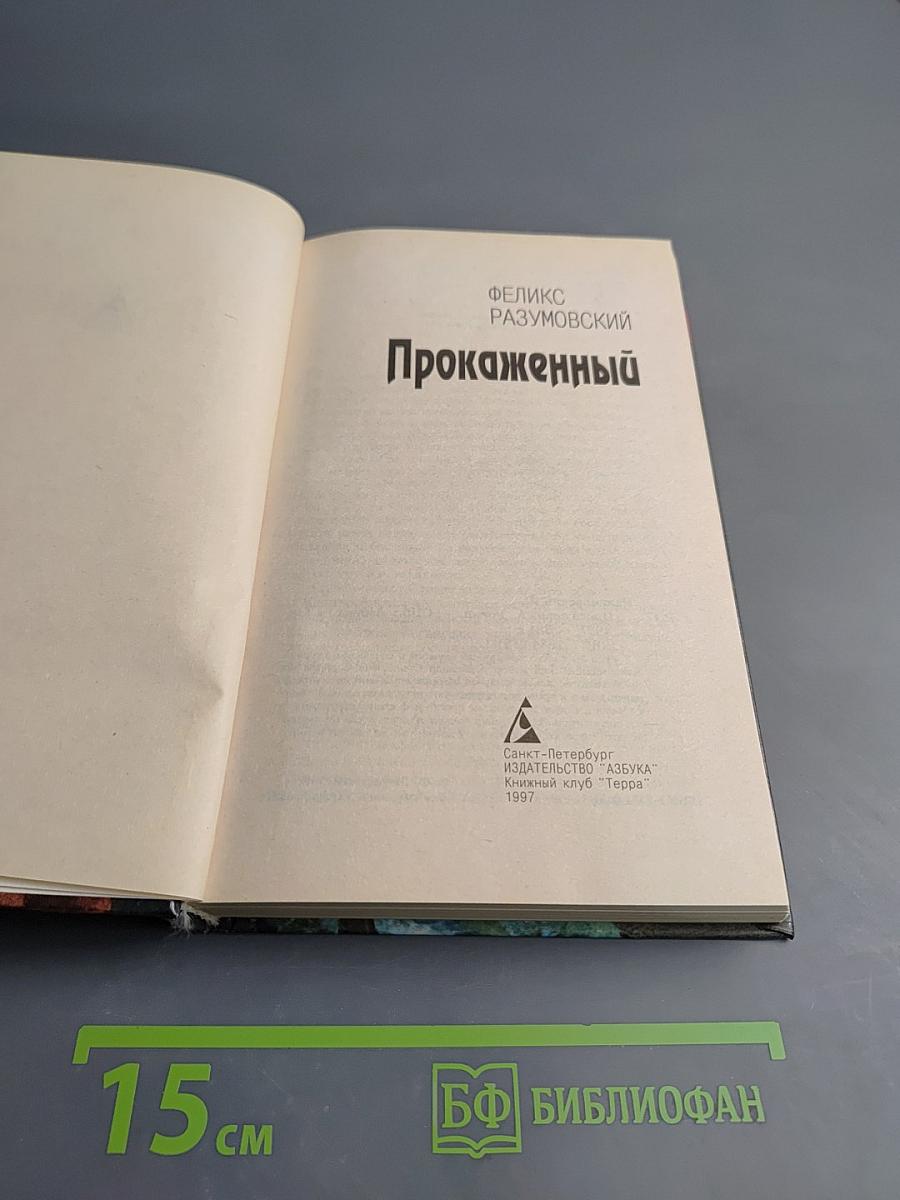 ФЕЛИКС
РАЗУМОВСКИЙ
Прокаженный
Санкт-Петербург
ИЗДАТЕЛЬСТВО "АЗБУКА"
Книжный клуб "Терра"
1997
15 см
БФ БИБЛИОФАН